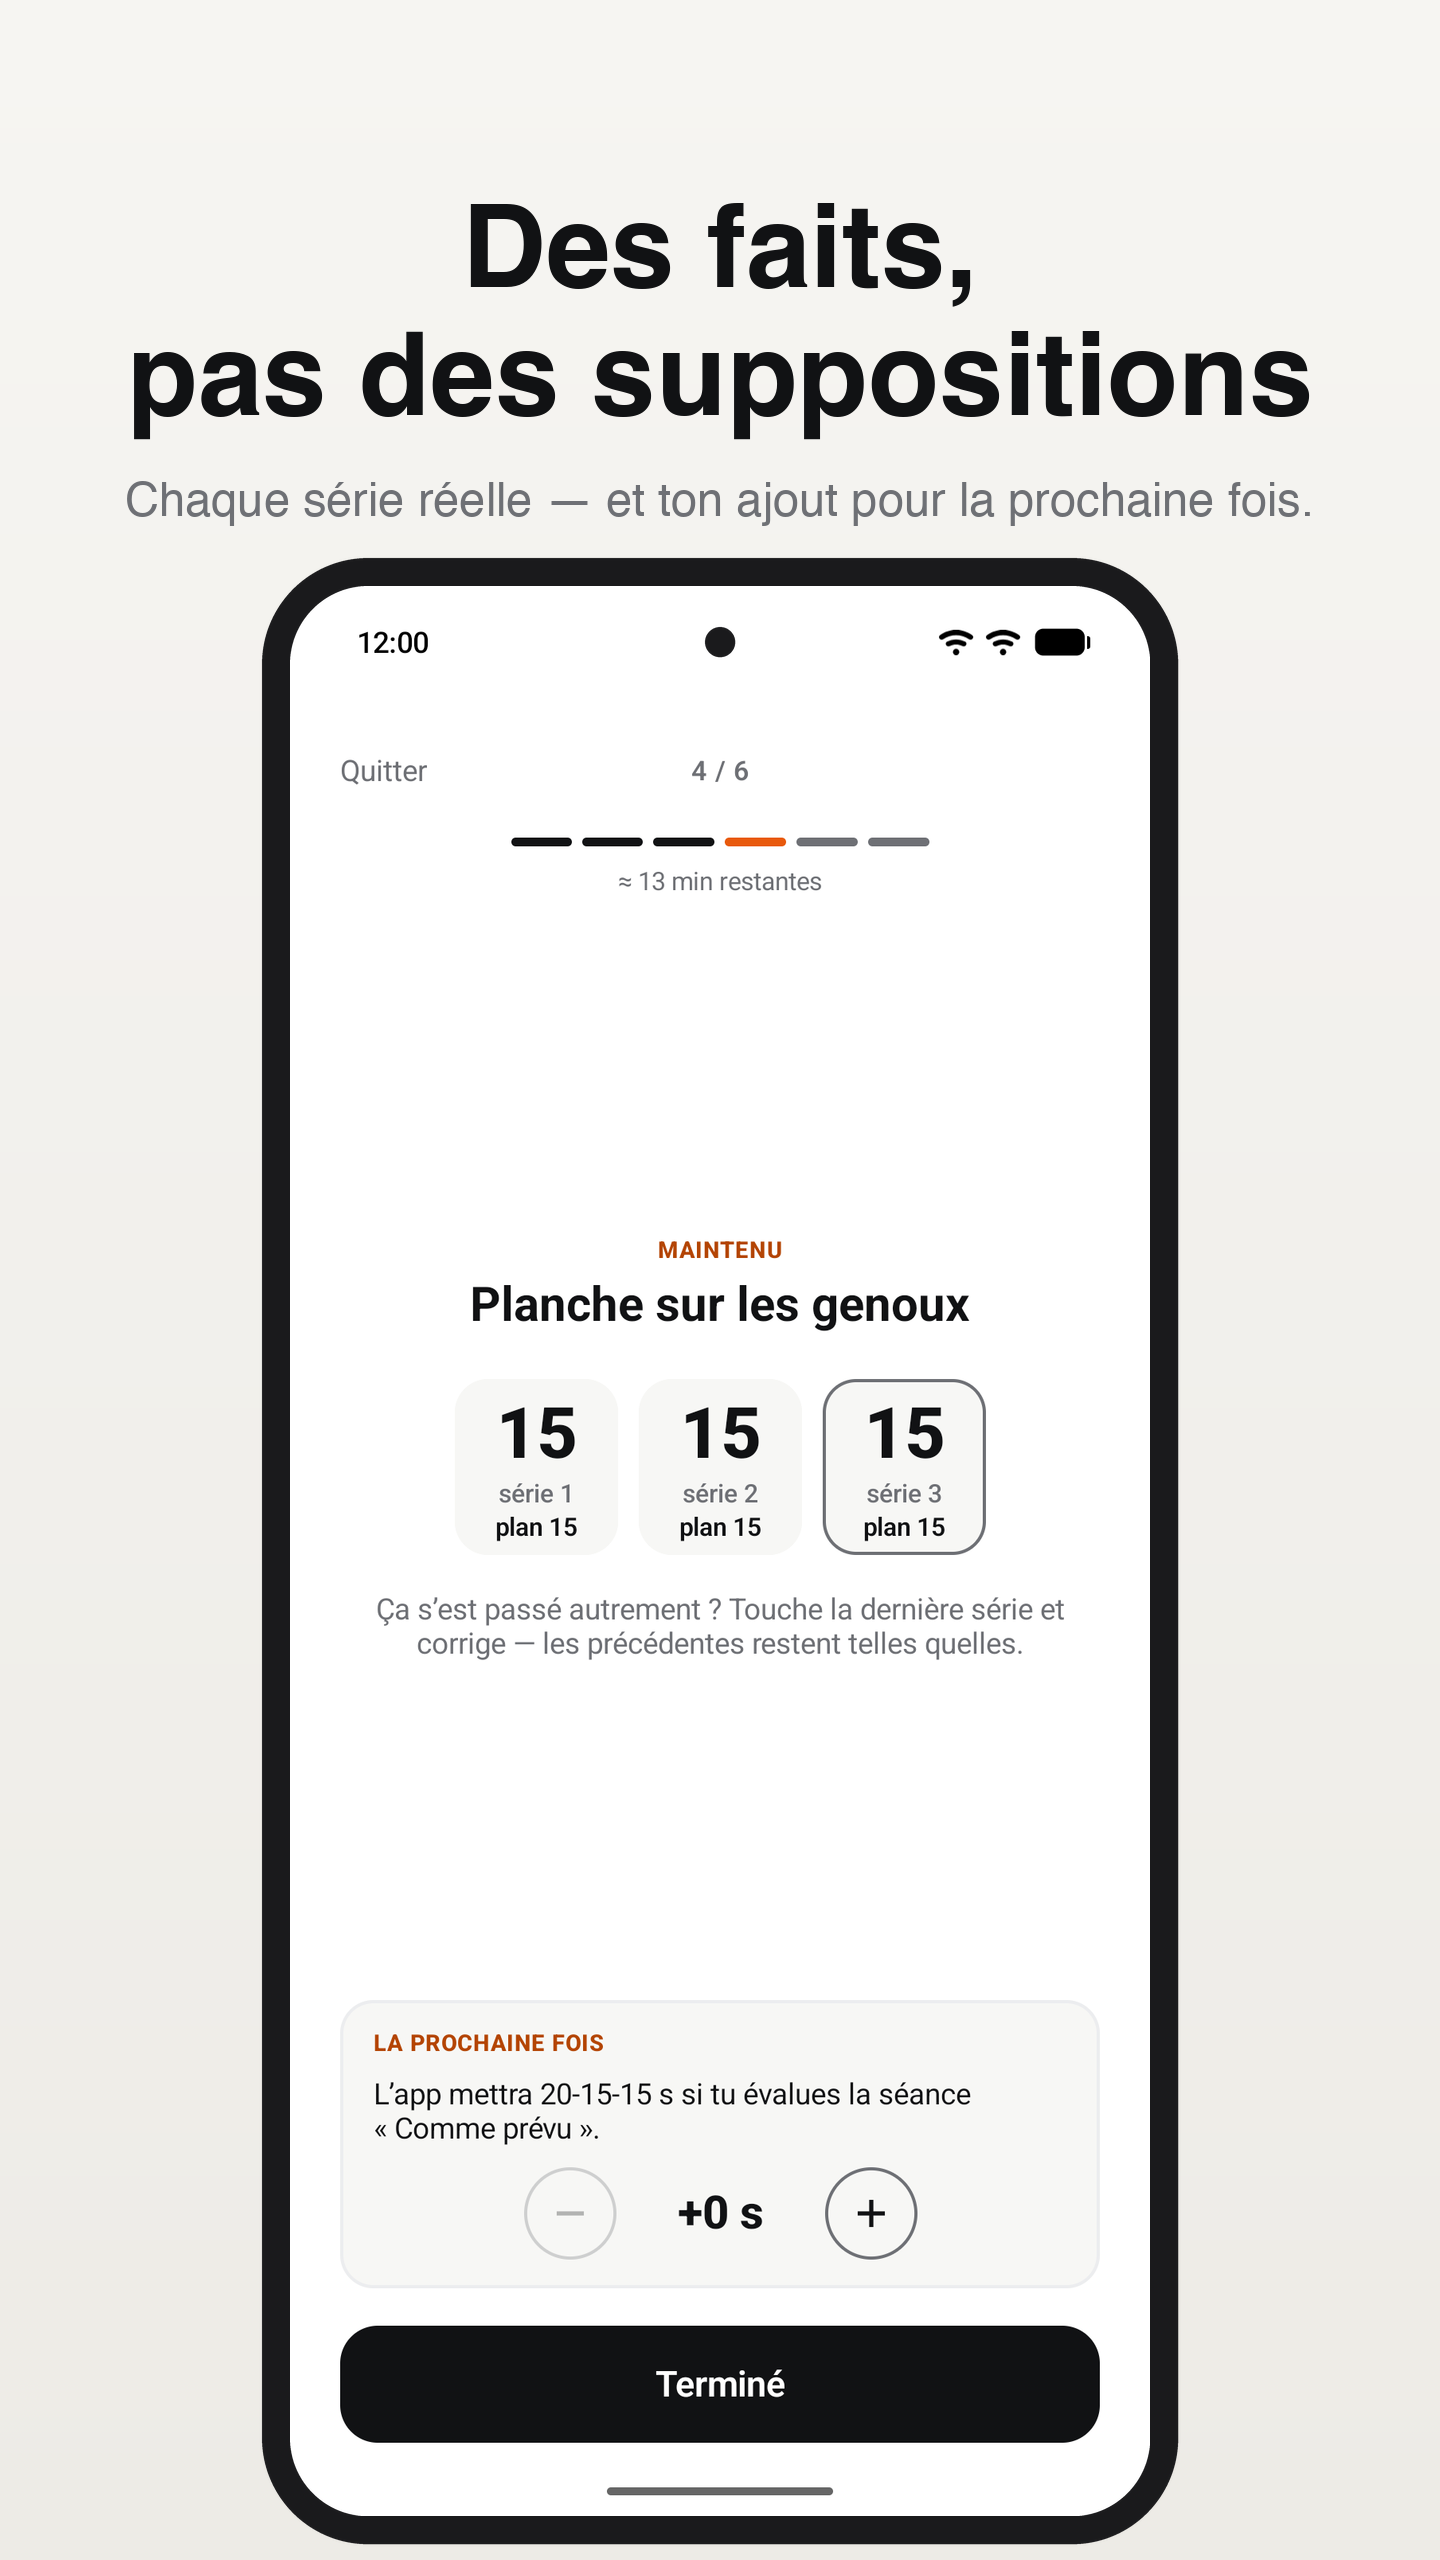 Des faits,
pas des suppositions
Chaque série réelle — et ton ajout pour la prochaine fois.
12:00
Quitter
4 / 6
≈ 13 min restantes
MAINTENU
Planche sur les genoux
15 15 15
série 1 série 2 série 3
plan 15 plan 15 plan 15
Ça s’est passé autrement ? Touche la dernière série et
corrige — les précédentes restent telles quelles.
LA PROCHAINE FOIS
L’app mettra 20-15-15 s si tu évalues la séance
« Comme prévu ».
− +0 s +
Terminé